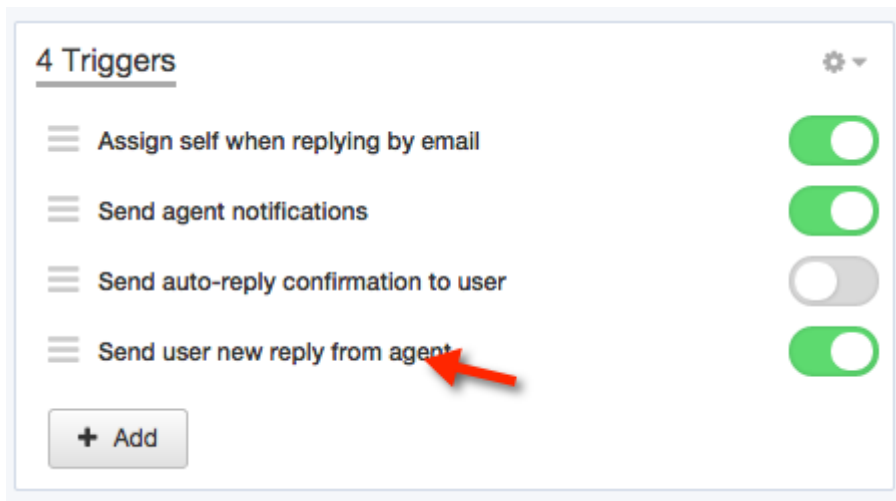 4 Triggers
Assign self when replying by email
Send agent notifications
Send auto-reply confirmation to user
Send user new reply from agent
+ Add